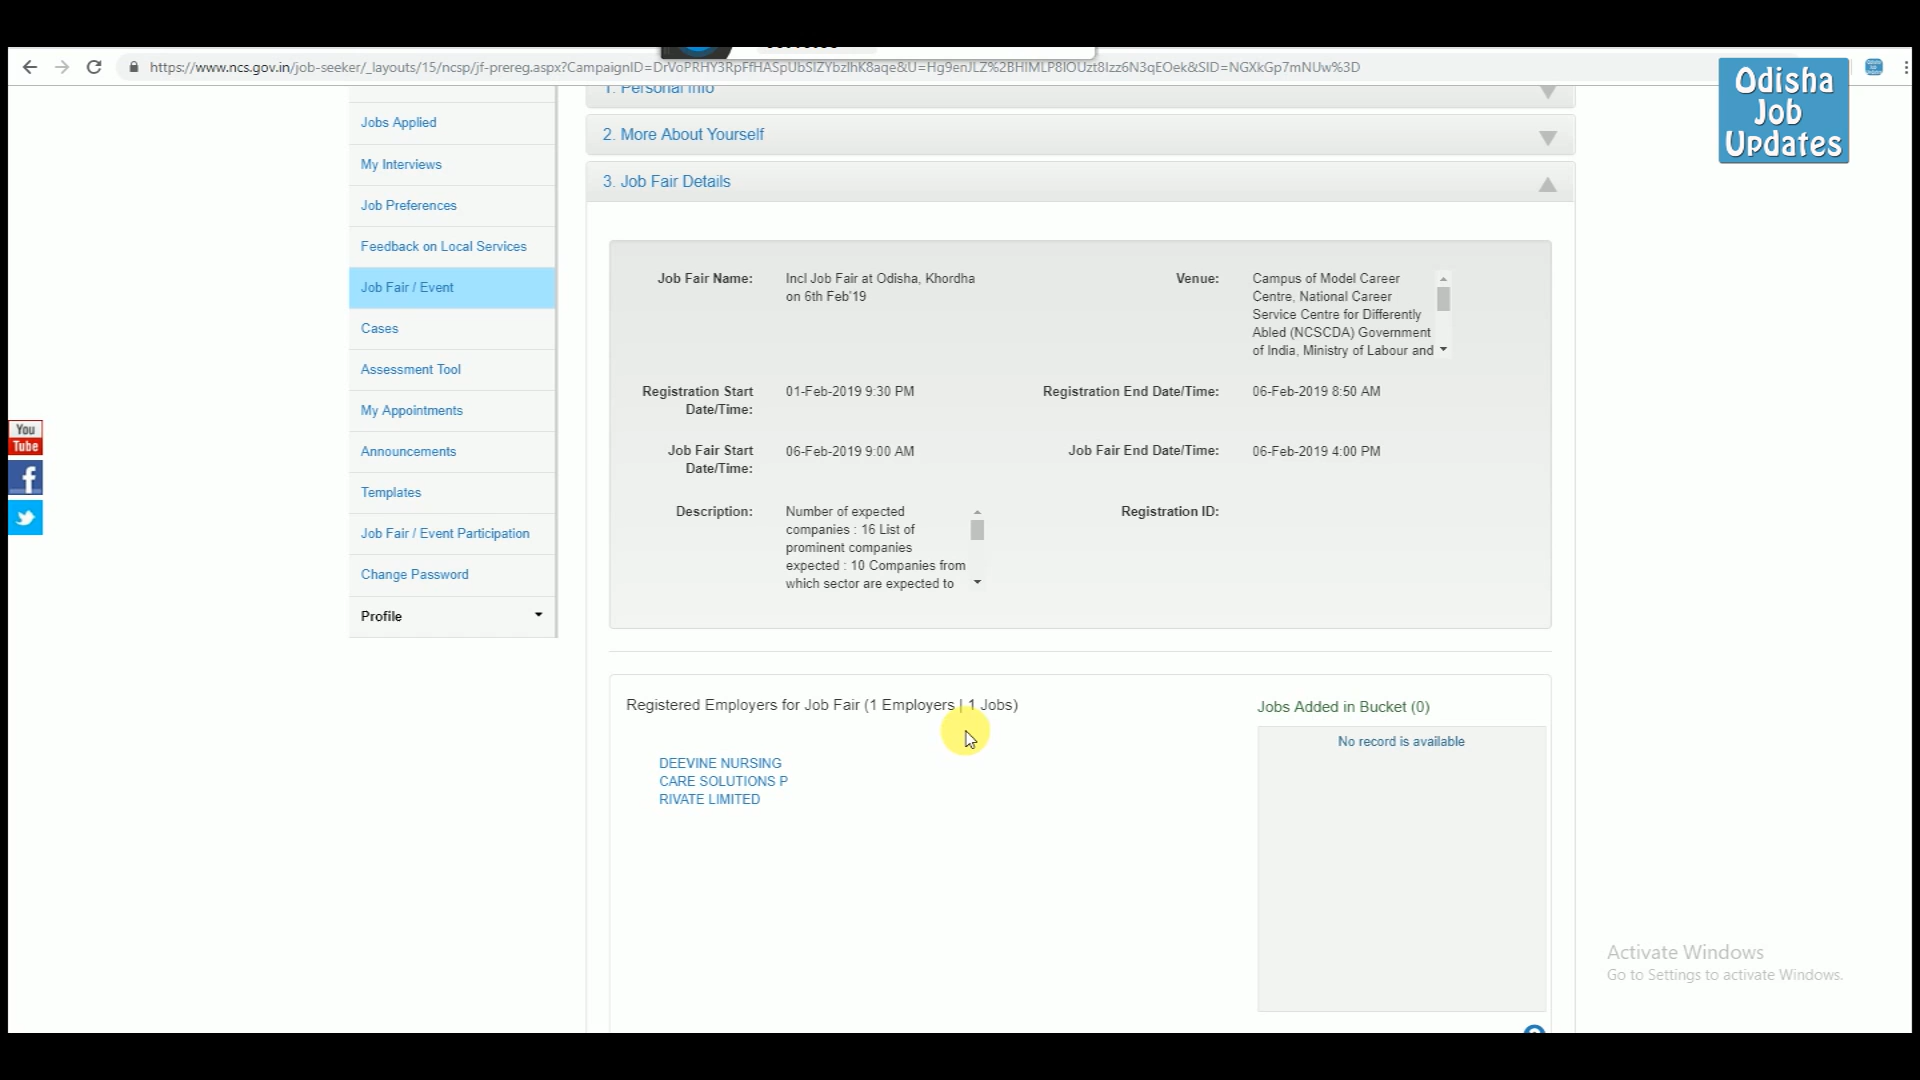 https://www.ncs.gov.in/job-seeker/_layouts/15/ncsp/jf-prereg.aspx?CampaignID=DrVoPRHY3RpFfHASpUbSIZYbzlhK8aqe&U=Hg9enJLZ%2BHIMLP8IOUzt8Izz6N3qEOek&SID=NGXkGp7mNUw%3D
Odisha
Job
Updates
1. Personal Info
Jobs Applied
2. More About Yourself
My Interviews
3. Job Fair Details
Job Preferences
Feedback on Local Services
Job Fair / Event
Cases
Assessment Tool
My Appointments
Announcements
Templates
Job Fair / Event Participation
Change Password
Profile
You
Tube
Job Fair Name:
Incl Job Fair at Odisha, Khordha
on 6th Feb'19
Venue:
Campus of Model Career
Centre, National Career
Service Centre for Differently
Abled (NCSCDA) Government
of India, Ministry of Labour and
Registration Start
Date/Time:
01-Feb-2019 9:30 PM
Registration End Date/Time:
06-Feb-2019 8:50 AM
Job Fair Start
Date/Time:
06-Feb-2019 9:00 AM
Job Fair End Date/Time:
06-Feb-2019 4:00 PM
Description:
Number of expected
companies : 16 List of
prominent companies
expected : 10 Companies from
which sector are expected to
Registration ID:
Registered Employers for Job Fair (1 Employers | 1 Jobs)
DEEVINE NURSING
CARE SOLUTIONS P
RIVATE LIMITED
Jobs Added in Bucket (0)
No record is available
Activate Windows
Go to Settings to activate Windows.